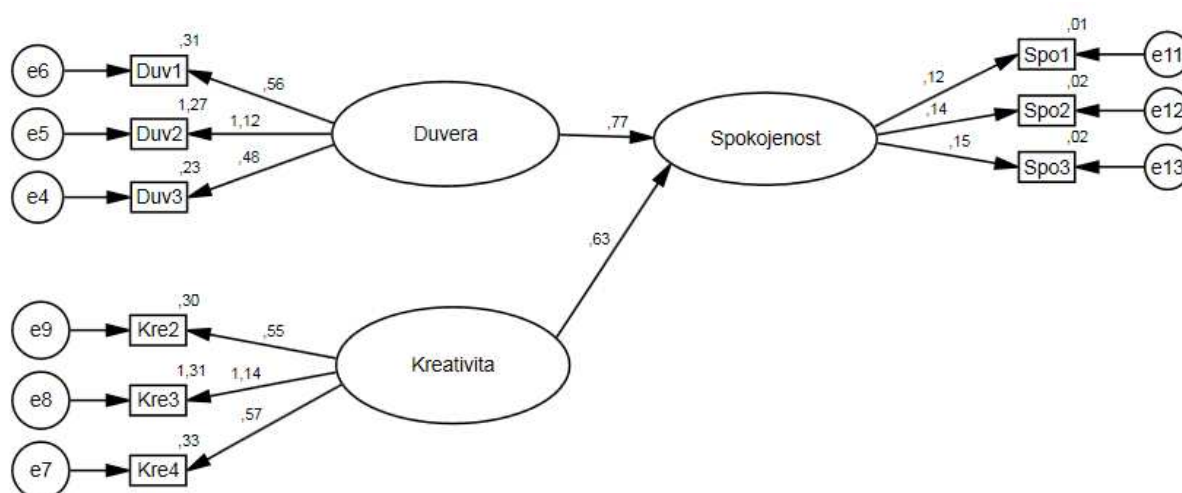 ,31
e6
Duv1
,56
1,27
e5
Duv2
1,12
,23
e4
Duv3
,48
Duvera
,77
Spokojenost
,01
,12
Spo1
e11
,02
,14
Spo2
e12
,02
,15
Spo3
e13
,63
,30
e9
Kre2
,55
1,31
e8
Kre3
1,14
,33
e7
Kre4
,57
Kreativita